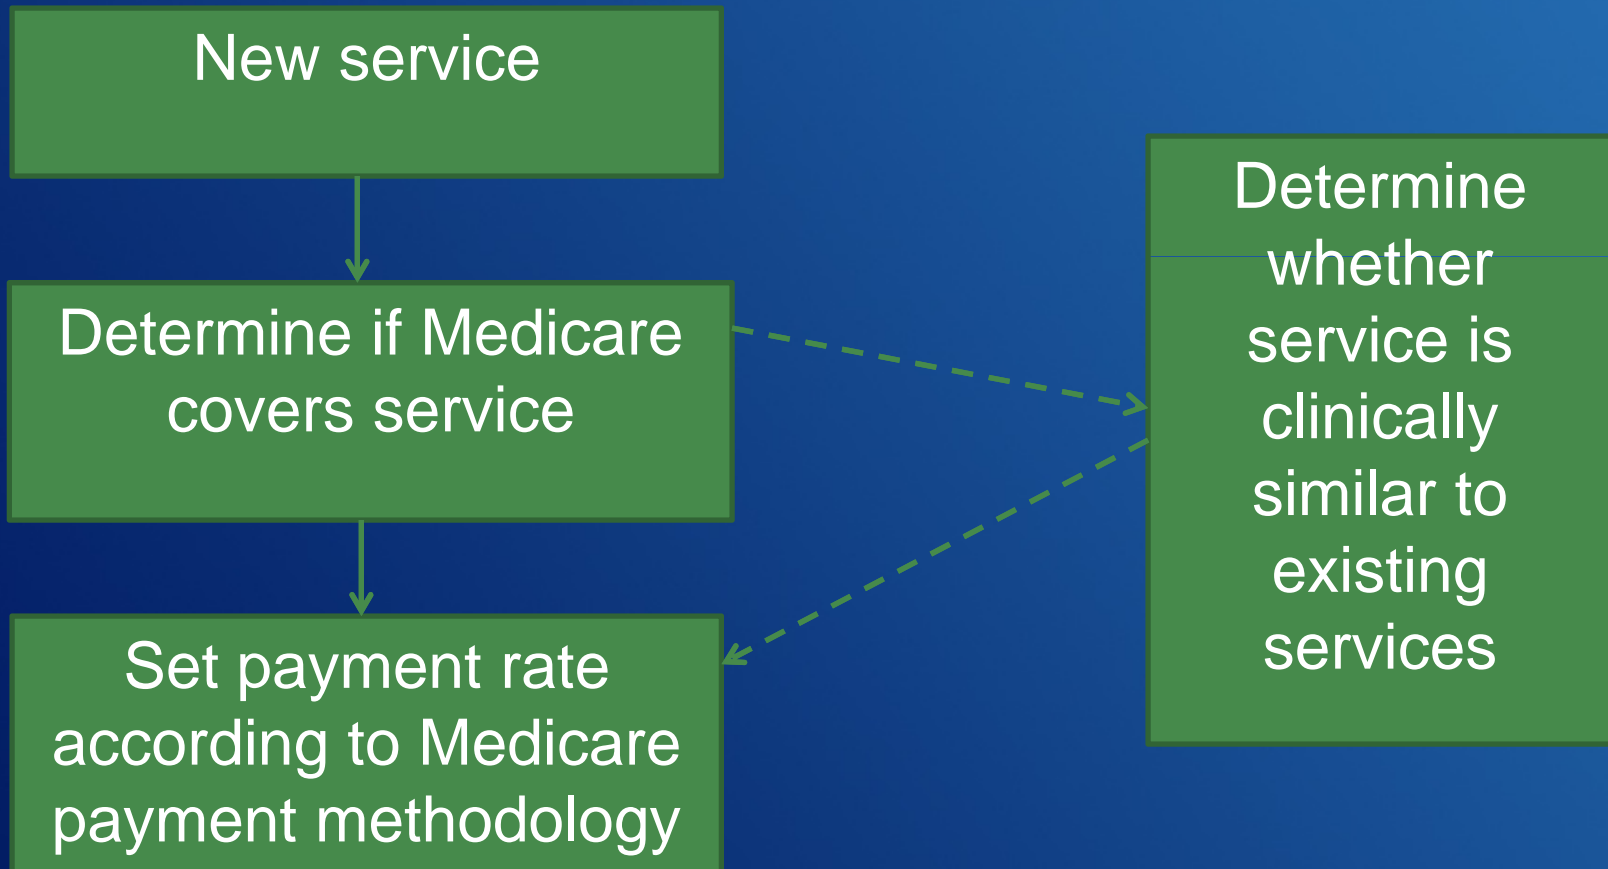 New service
Determine if Medicare
covers service
Set payment rate
according to Medicare
payment methodology
Determine
whether
service is
clinically
similar to
existing
services